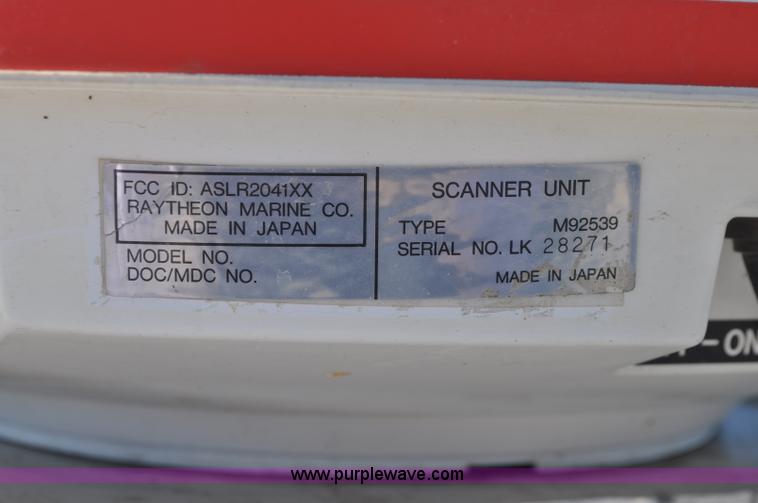 FCC ID: ASLR2041XX
RAYTHEON MARINE CO.
MADE IN JAPAN
MODEL NO.
DOC/MDC NO.
SCANNER UNIT
TYPE M92539
SERIAL NO. LK 28271
MADE IN JAPAN
- ON
www.purplewave.com